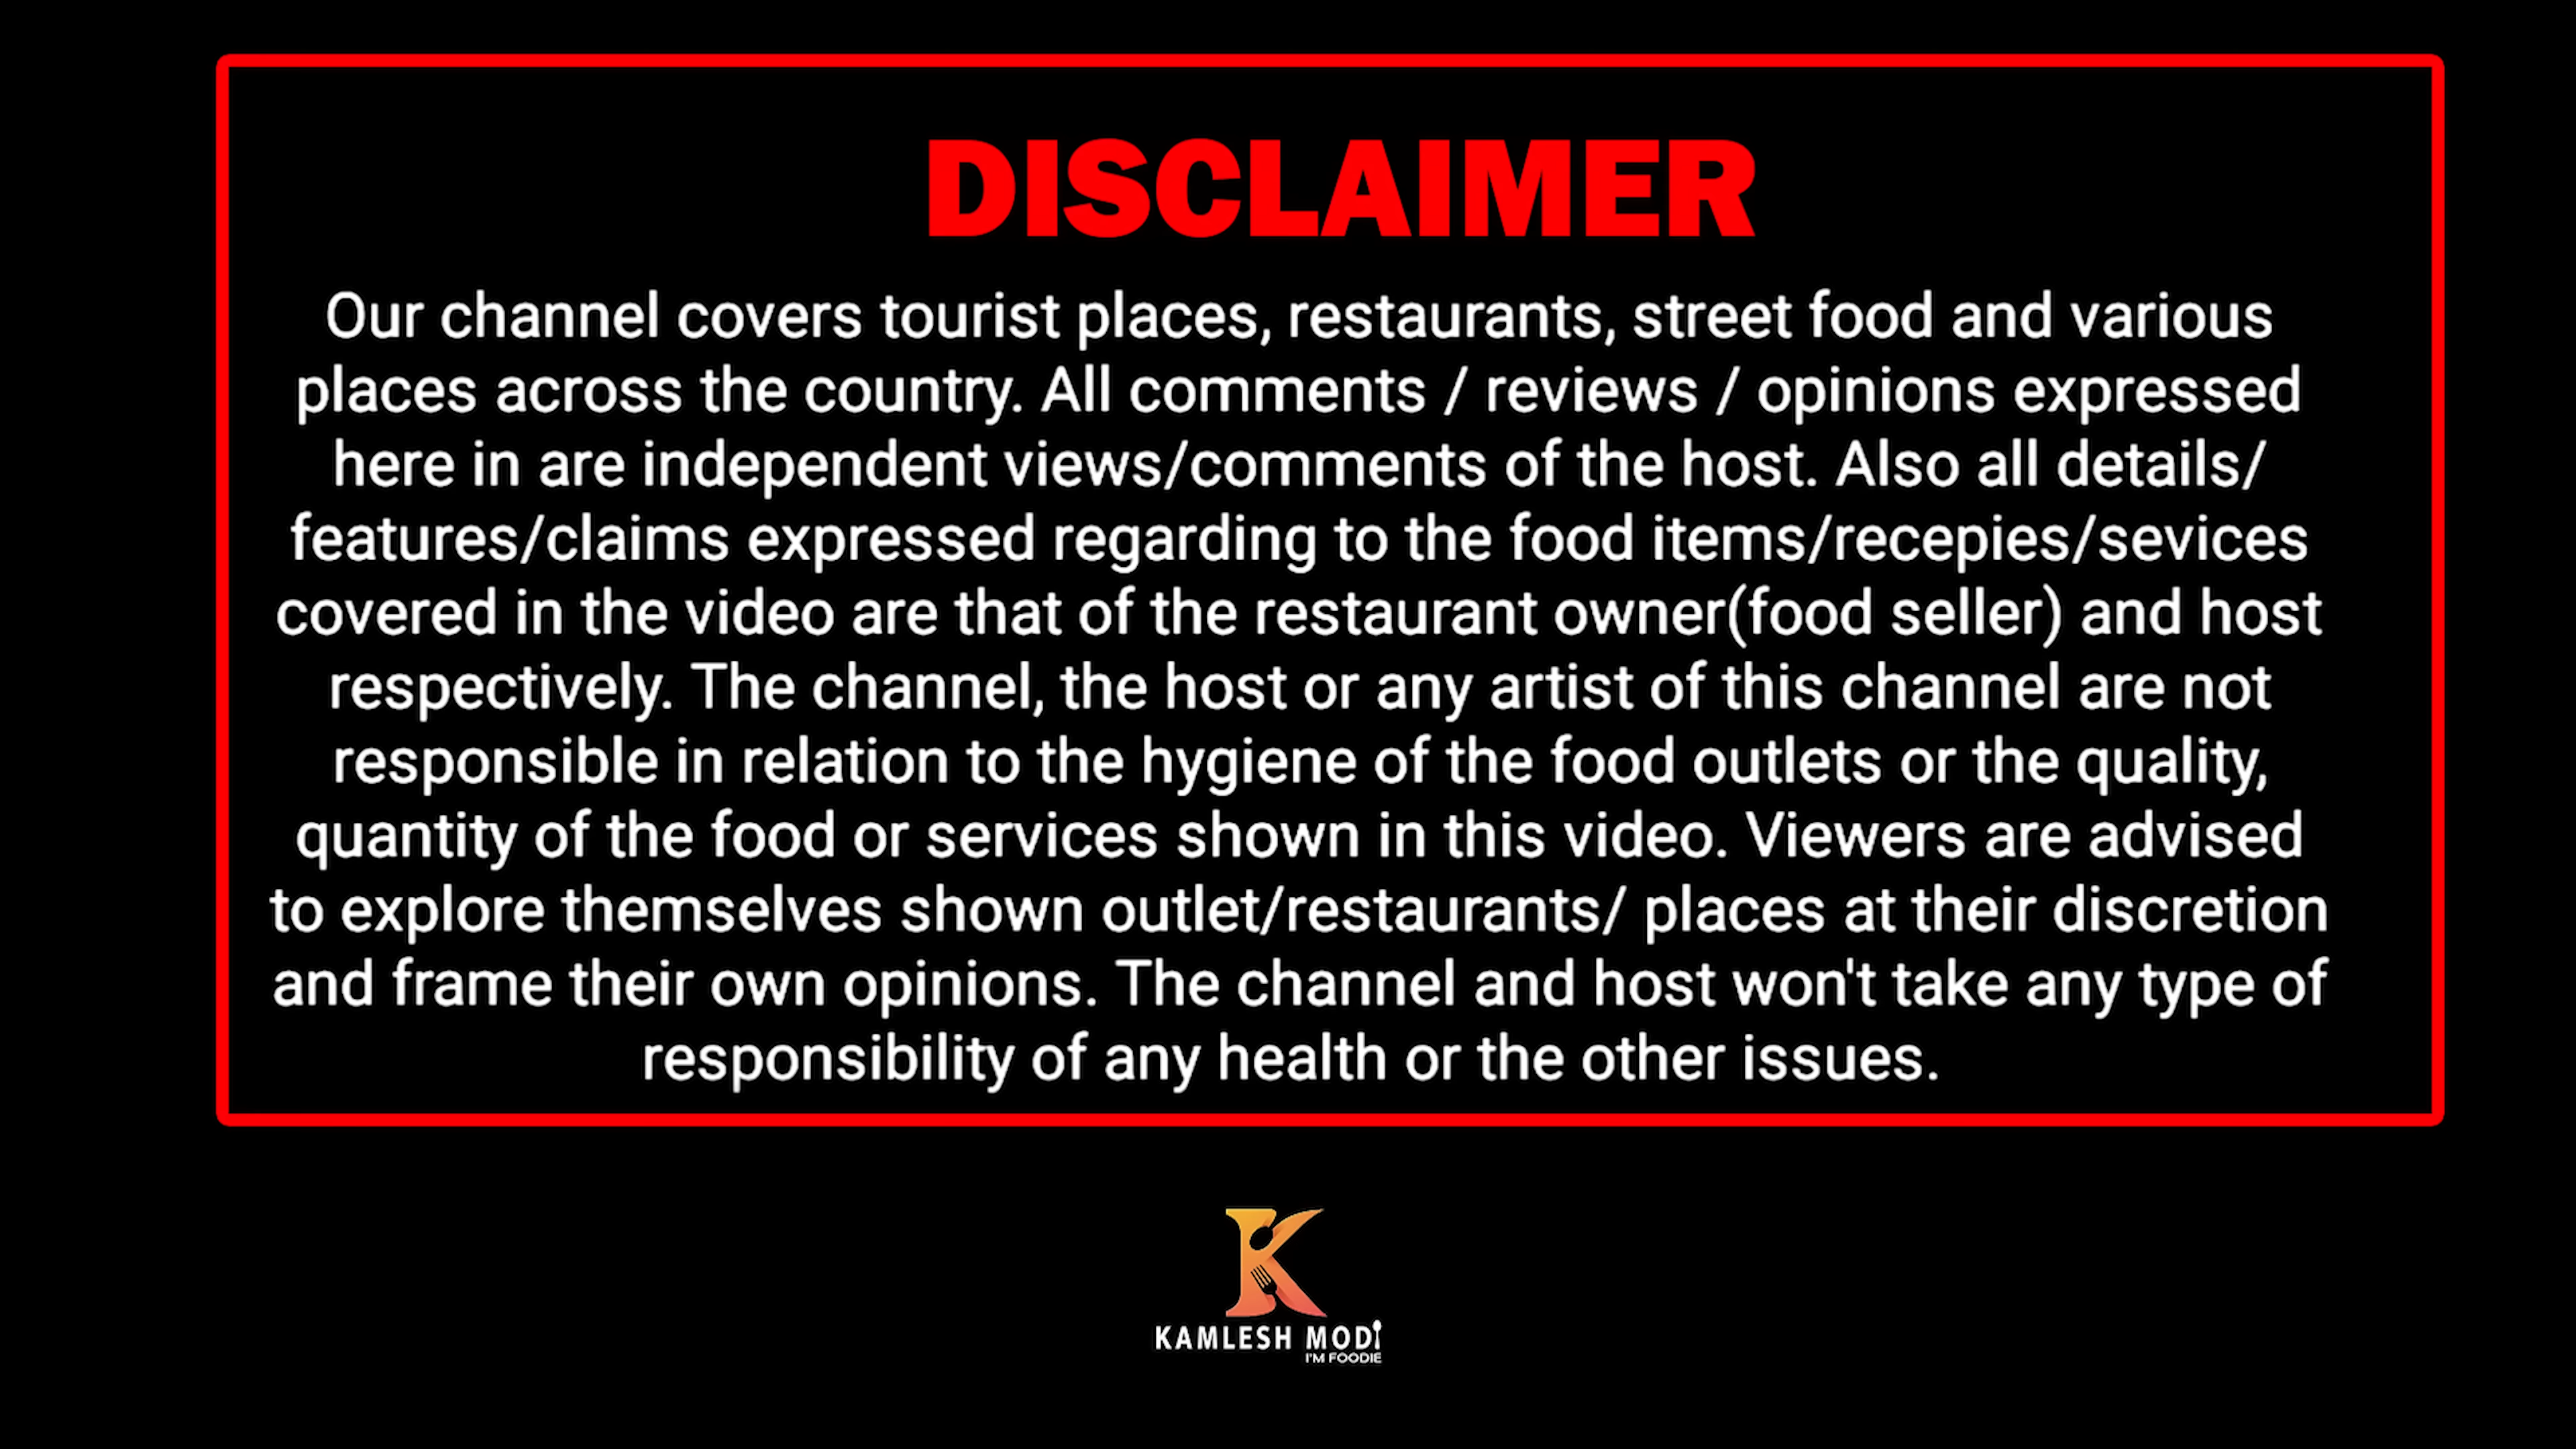 DISCLAIMER
Our channel covers tourist places, restaurants, street food and various
places across the country. All comments / reviews / opinions expressed
here in are independent views/comments of the host. Also all details/
features/claims expressed regarding to the food items/recepies/sevices
covered in the video are that of the restaurant owner(food seller) and host
respectively. The channel, the host or any artist of this channel are not
responsible in relation to the hygiene of the food outlets or the quality,
quantity of the food or services shown in this video. Viewers are advised
to explore themselves shown outlet/restaurants/ places at their discretion
and frame their own opinions. The channel and host won't take any type of
responsibility of any health or the other issues.
K
KAMLESH MODi
I'M FOODIE